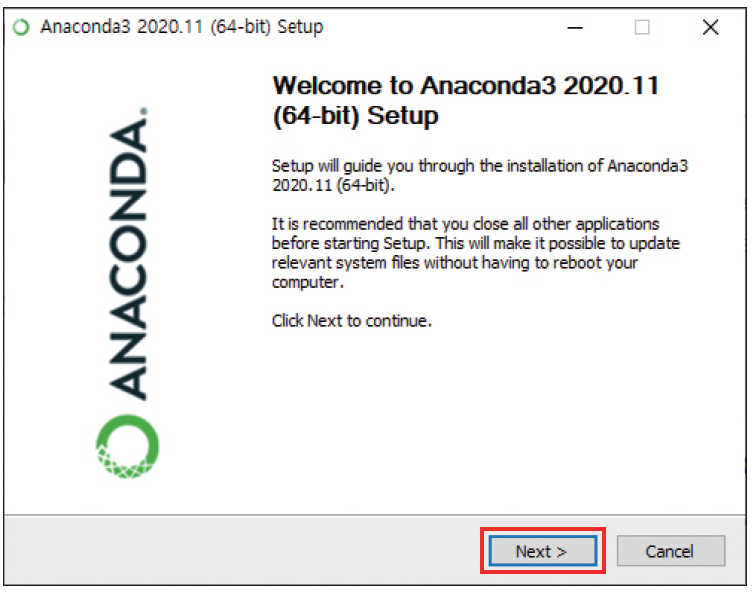 Anaconda3 2020.11 (64-bit) Setup
ANACONDA.
Welcome to Anaconda3 2020.11
(64-bit) Setup
Setup will guide you through the installation of Anaconda3
2020.11 (64-bit).
It is recommended that you close all other applications
before starting Setup. This will make it possible to update
relevant system files without having to reboot your
computer.
Click Next to continue.
Next >
Cancel